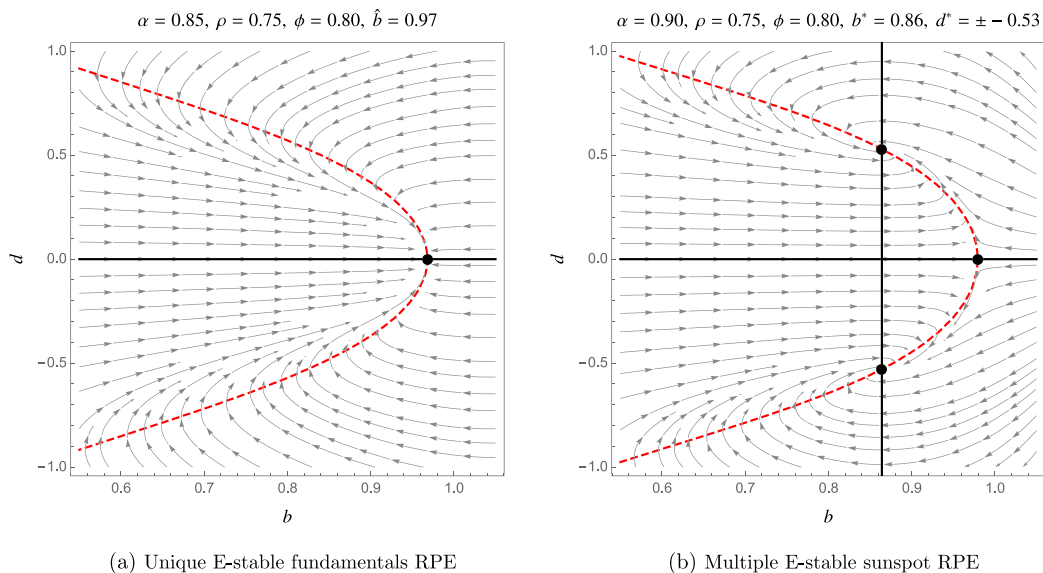 α = 0.85, ρ = 0.75, ϕ = 0.80, b̂ = 0.97
1.0
0.5
0.0
−0.5
−1.0
d
0.6 0.7 0.8 0.9 1.0
b
(a) Unique E-stable fundamentals RPE
α = 0.90, ρ = 0.75, ϕ = 0.80, b* = 0.86, d* = ± − 0.53
1.0
0.5
0.0
−0.5
−1.0
d
0.6 0.7 0.8 0.9 1.0
b
(b) Multiple E-stable sunspot RPE